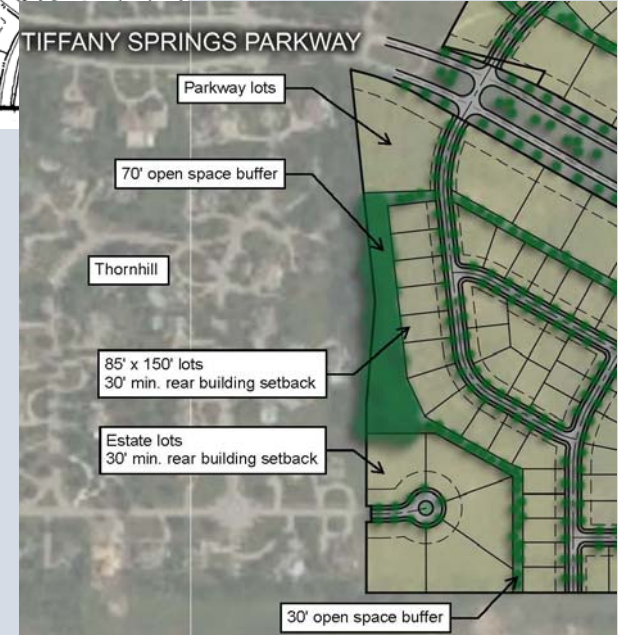 TIFFANY SPRINGS PARKWAY
Parkway lots
70' open space buffer
Thornhill
85' x 150' lots
30' min. rear building setback
Estate lots
30' min. rear building setback
30' open space buffer